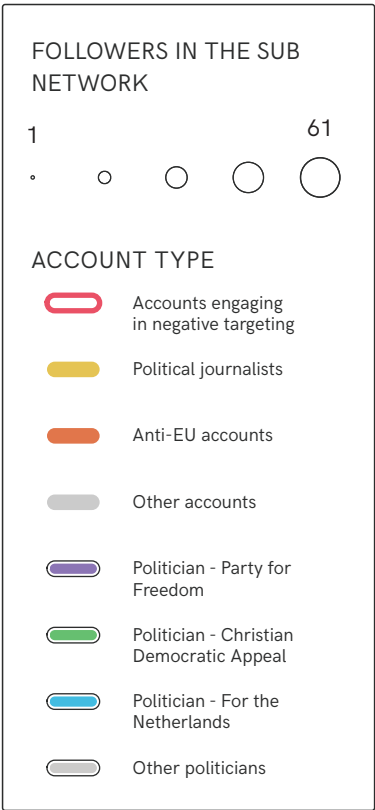 FOLLOWERS IN THE SUB
NETWORK
1
61
ACCOUNT TYPE
Accounts engaging
in negative targeting
Political journalists
Anti-EU accounts
Other accounts
Politician - Party for
Freedom
Politician - Christian
Democratic Appeal
Politician - For the
Netherlands
Other politicians